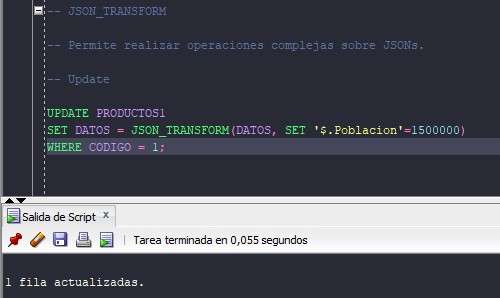 -- JSON_TRANSFORM
-- Permite realizar operaciones complejas sobre JSONs.
-- Update
UPDATE PRODUCTOS1
SET DATOS = JSON_TRANSFORM(DATOS, SET '$.Poblacion'=1500000)
WHERE CODIGO = 1;
Salida de Script x
Tarea terminada en 0,055 segundos
1 fila actualizadas.